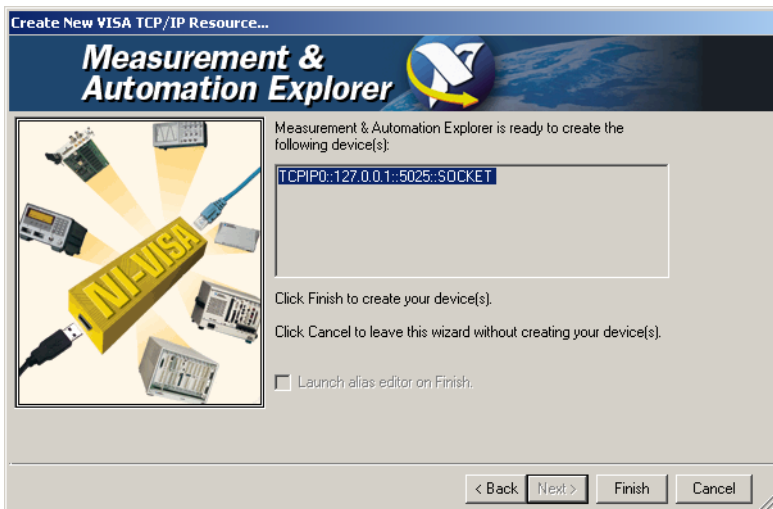 Create New VISA TCP/IP Resource...
Measurement &
Automation Explorer
Measurement & Automation Explorer is ready to create the
following device(s):
TCPIP0::127.0.0.1::5025::SOCKET
NI-VISA
Click Finish to create your device(s).
Click Cancel to leave this wizard without creating your device(s).
Launch alias editor on Finish.
< Back
Next >
Finish
Cancel